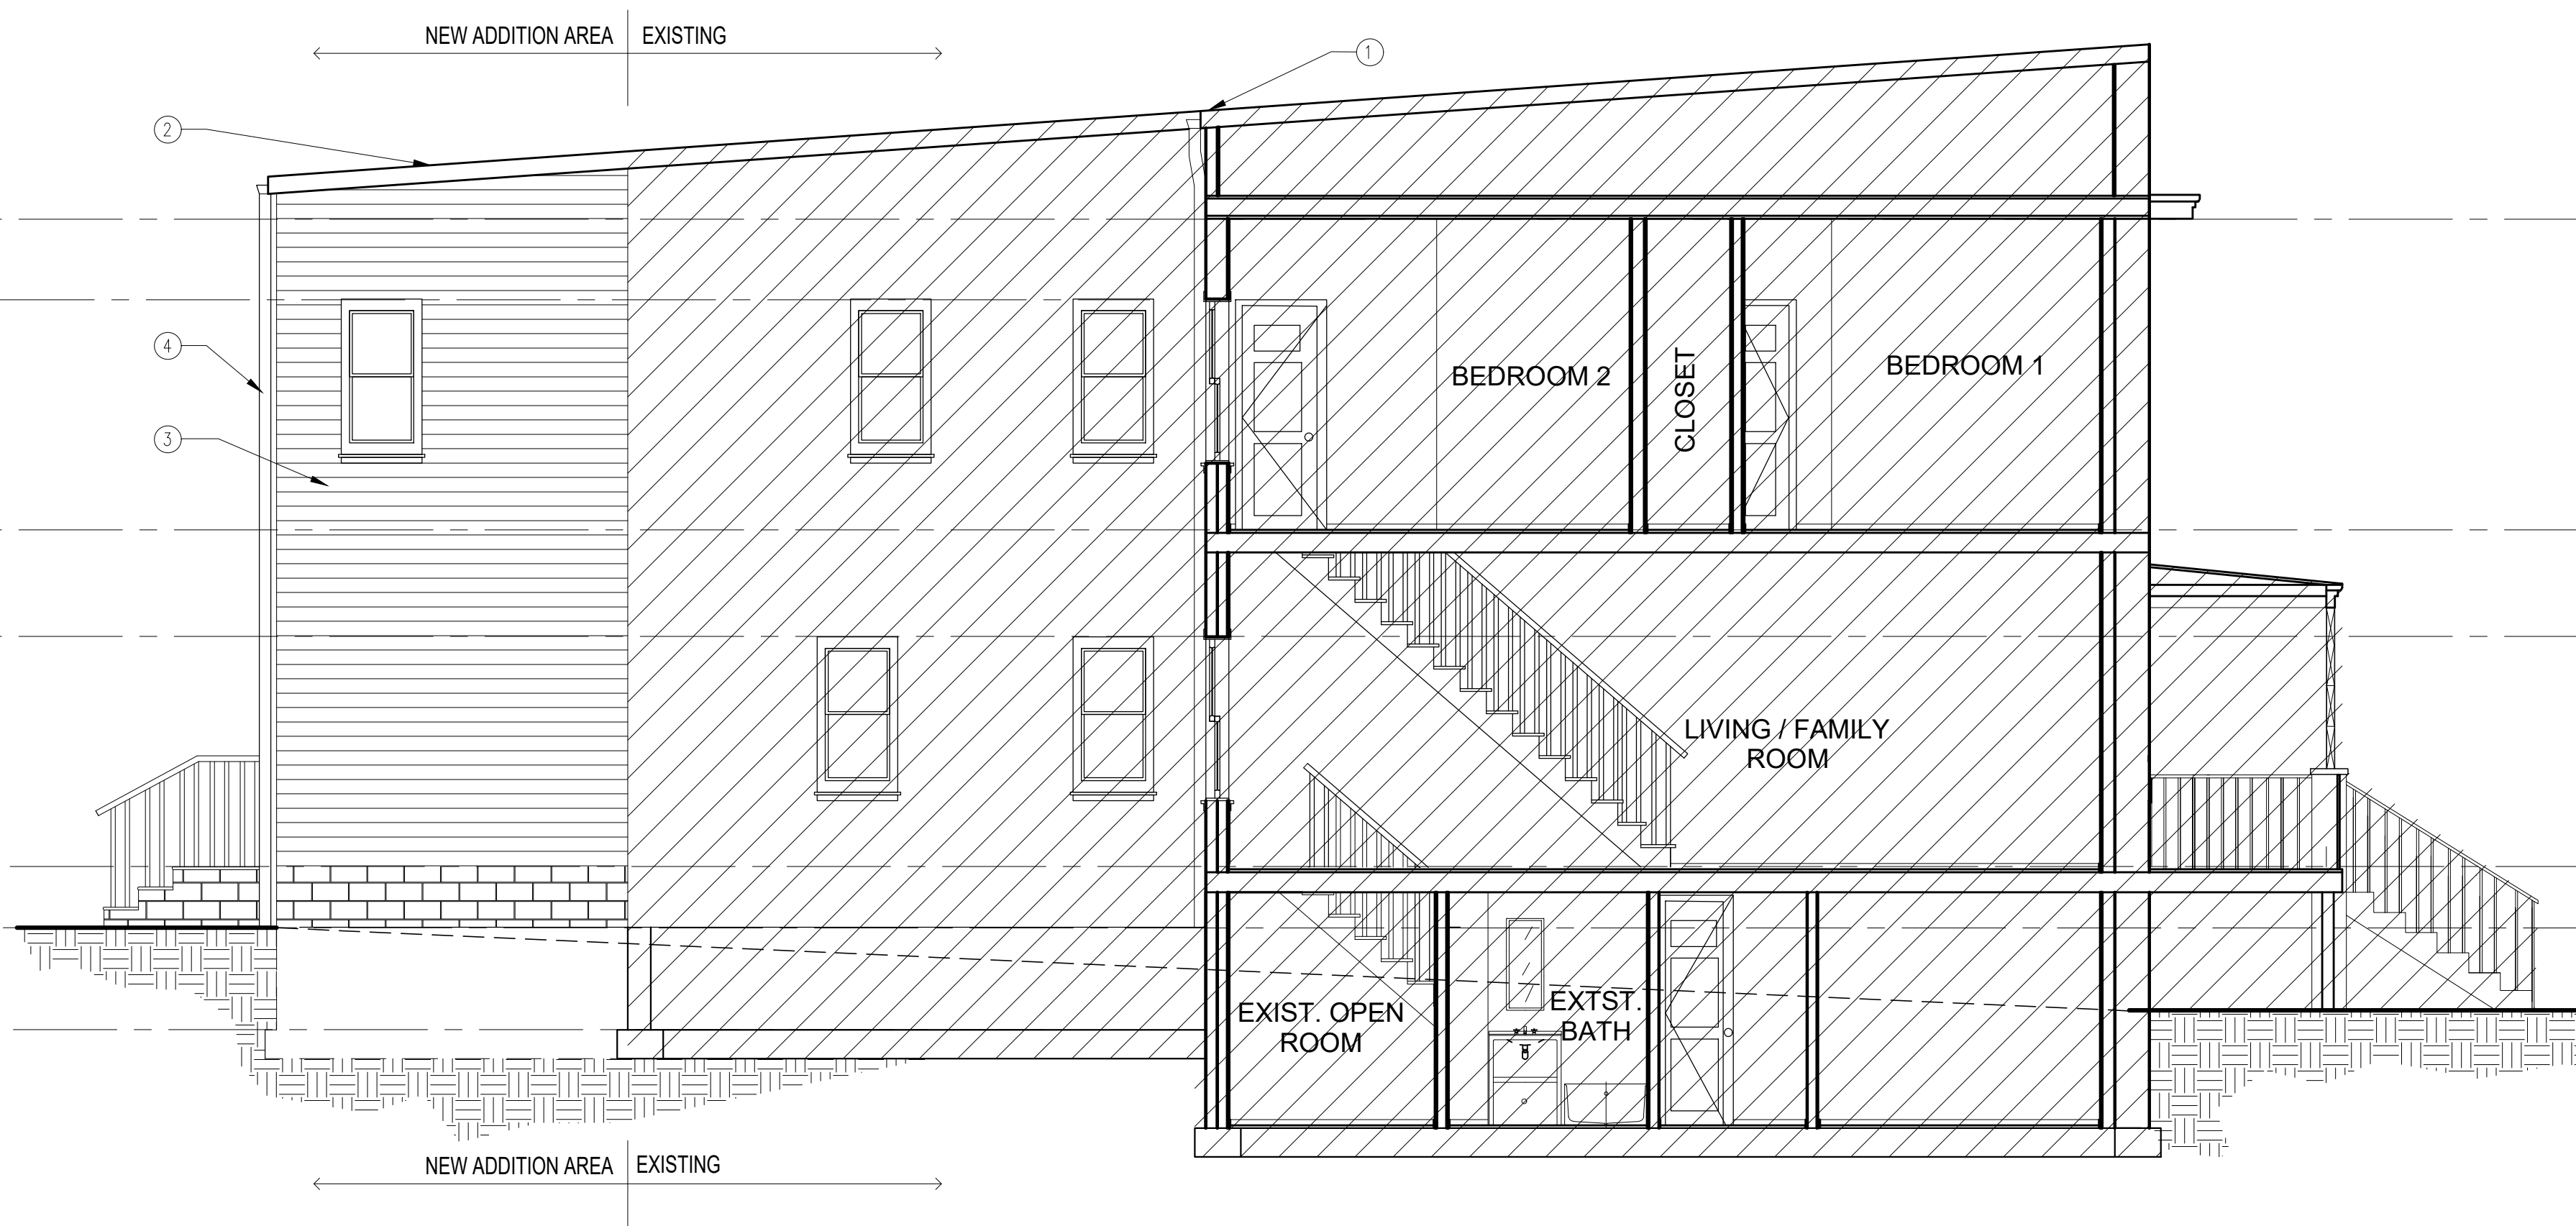 NEW ADDITION AREA
EXISTING
1
2
4
3
BEDROOM 2
CLOSET
BEDROOM 1
LIVING / FAMILY
ROOM
EXIST. OPEN
ROOM
EXTST.
BATH
NEW ADDITION AREA
EXISTING